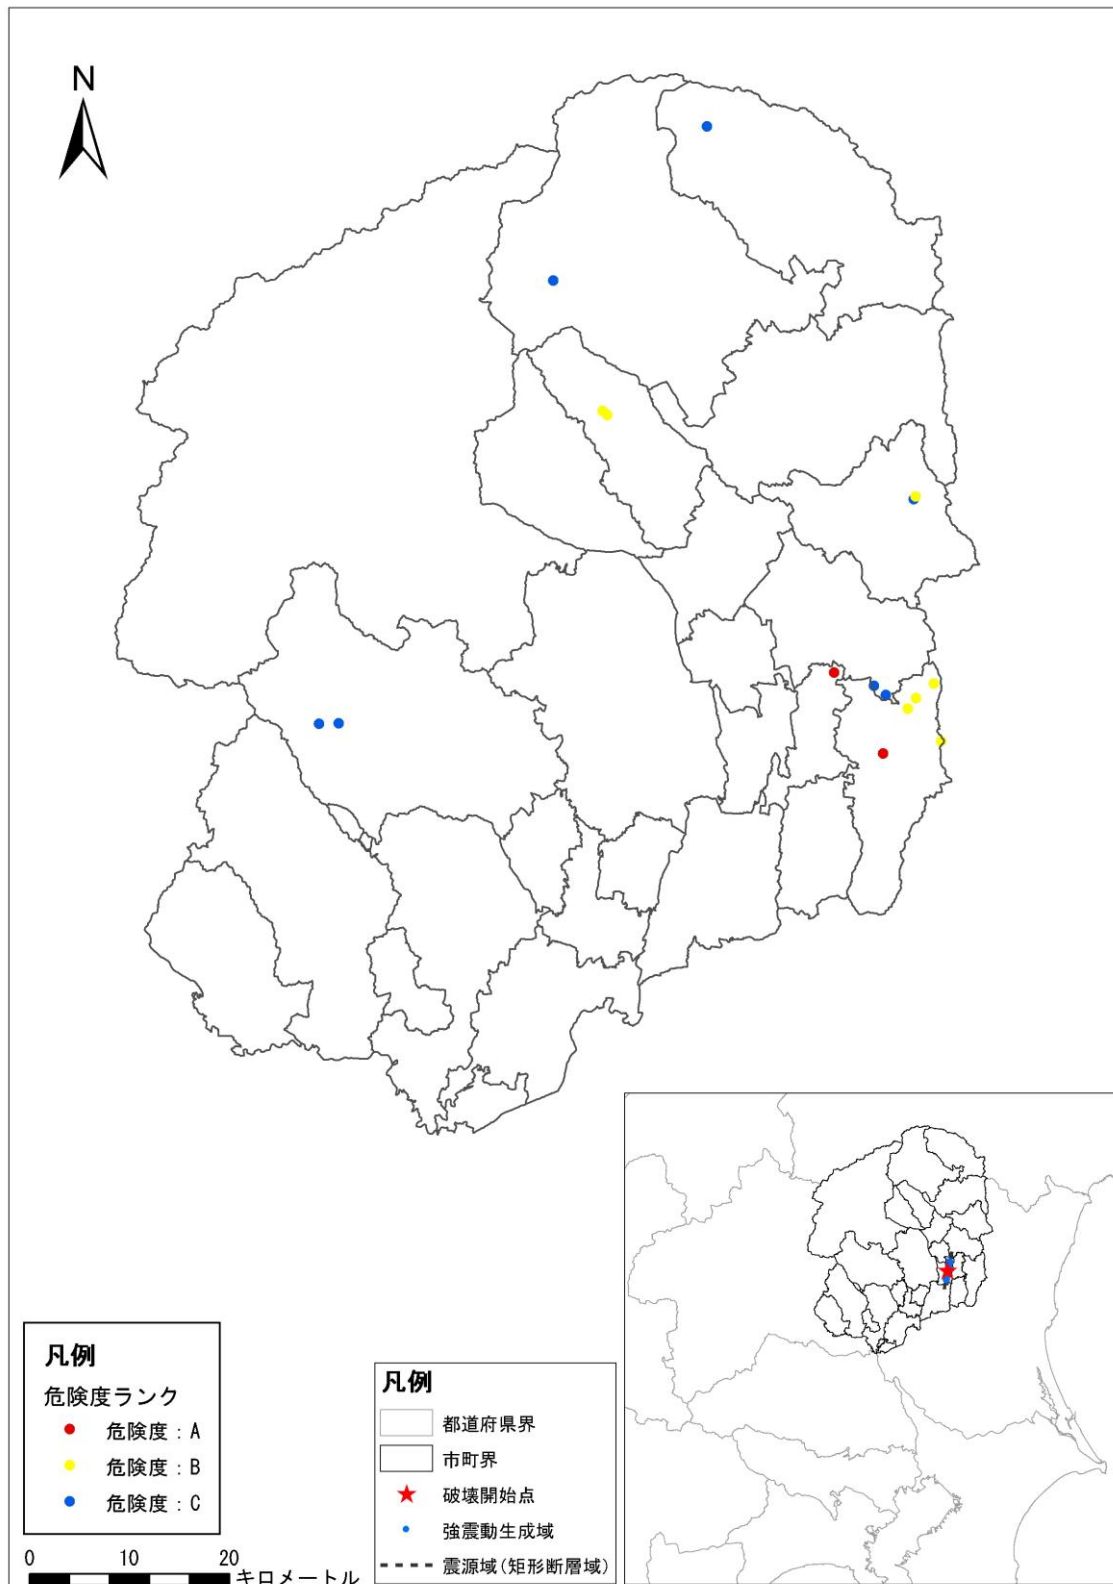 N
凡例
危険度ランク
危険度：A
危険度：B
危険度：C
0 10 20
キロメートル
凡例
都道府県界
市町界
破壊開始点
強震動生成域
震源域(矩形断層域)